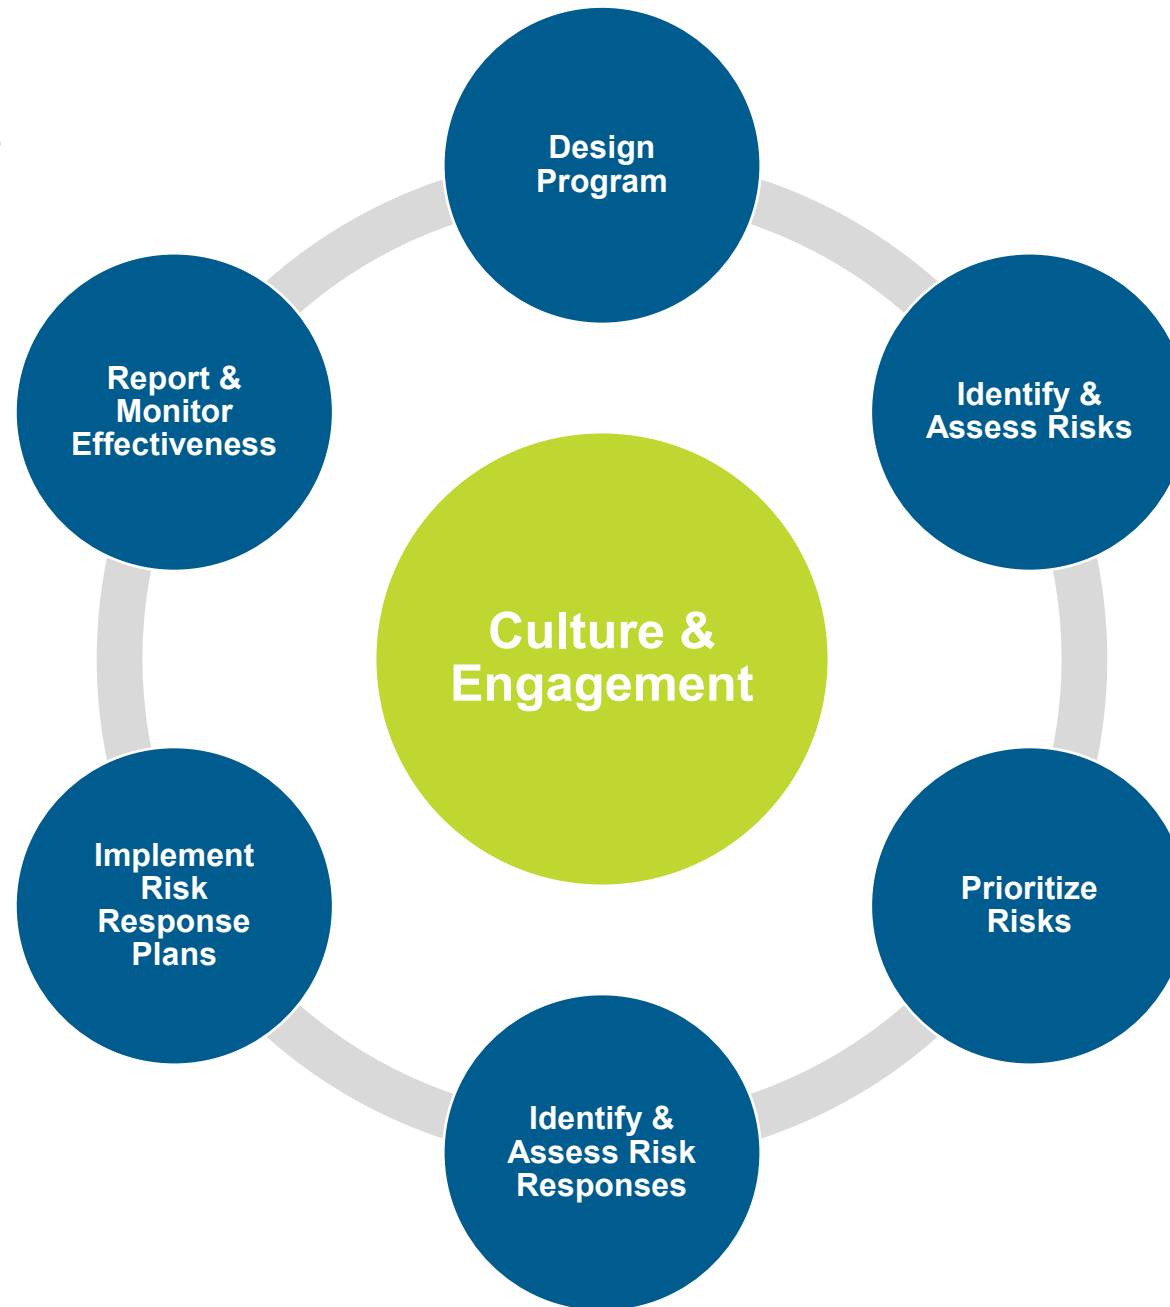 Design
Program
Identify &
Assess Risks
Prioritize
Risks
Identify &
Assess Risk
Responses
Implement
Risk
Response
Plans
Report &
Monitor
Effectiveness
Culture &
Engagement